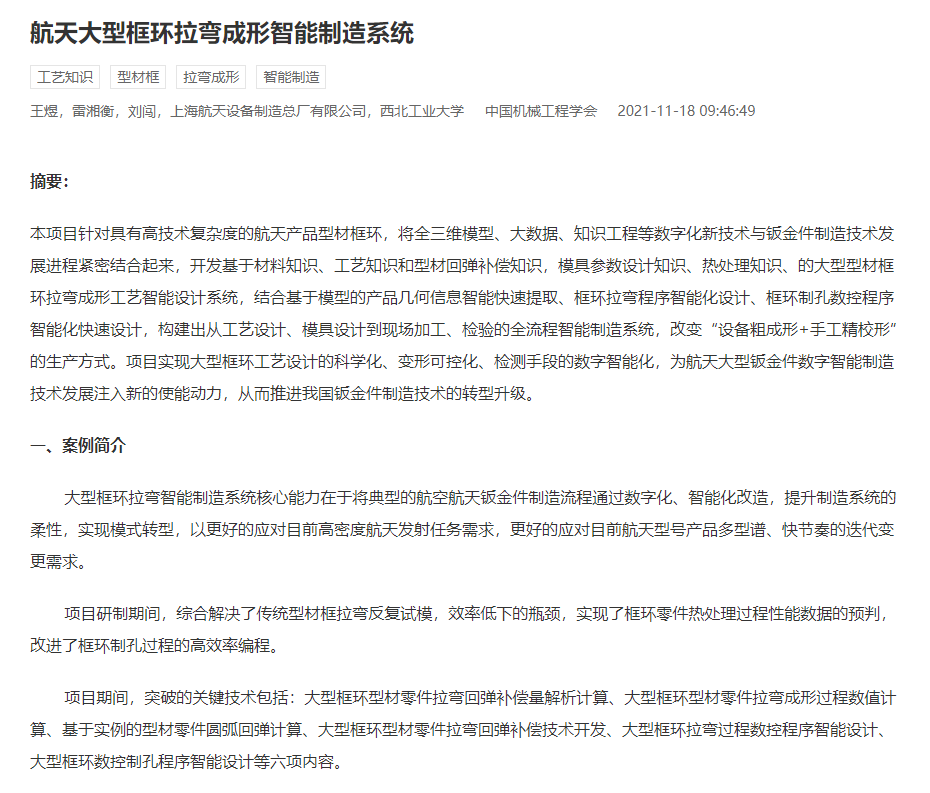 航天大型框环拉弯成形智能制造系统
工艺知识 型材框 拉弯成形 智能制造
王煜，雷湘衡，刘闯，上海航天设备制造总厂有限公司，西北工业大学 中国机械工程学会 2021-11-18 09:46:49
摘要：
本项目针对具有高技术复杂度的航天产品型材框环，将全三维模型、大数据、知识工程等数字化新技术与钣金件制造技术发
展进程紧密结合起来，开发基于材料知识、工艺知识和型材回弹补偿知识，模具参数设计知识、热处理知识、的大型型材框
环拉弯成形工艺智能设计系统，结合基于模型的产品几何信息智能快速提取、框环拉弯程序智能化设计、框环制孔数控程序
智能化快速设计，构建出从工艺设计、模具设计到现场加工、检验的全流程智能制造系统，改变“设备粗成形+手工精校形”
的生产方式。项目实现大型框环工艺设计的科学化、变形可控化、检测手段的数字智能化，为航天大型钣金件数字智能制造
技术发展注入新的使能动力，从而推进我国钣金件制造技术的转型升级。
一、案例简介
大型框环拉弯智能制造系统核心能力在于将典型的航空航天钣金件制造流程通过数字化、智能化改造，提升制造系统的
柔性，实现模式转型，以更好的应对目前高密度航天发射任务需求，更好的应对目前航天型号产品多型谱、快节奏的迭代变
更需求。
项目研制期间，综合解决了传统型材框拉弯反复试模，效率低下的瓶颈，实现了框环零件热处理过程性能数据的预判，
改进了框环制孔过程的高效率编程。
项目期间，突破的关键技术包括：大型框环型材零件拉弯回弹补偿量解析计算、大型框环型材零件拉弯成形过程数值计
算、基于实例的型材零件圆弧回弹计算、大型框环型材零件拉弯回弹补偿技术开发、大型框环拉弯过程数控程序智能设计、
大型框环数控制孔程序智能设计等六项内容。